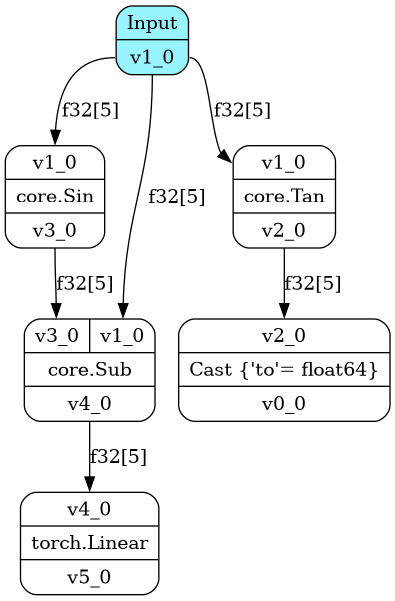 Input
v1_0
f32[5]
f32[5]
f32[5]
v1_0
core.Sin
v3_0
v1_0
core.Tan
v2_0
f32[5]
f32[5]
v3_0 v1_0
core.Sub
v4_0
v2_0
Cast {'to'= float64}
v0_0
f32[5]
v4_0
torch.Linear
v5_0